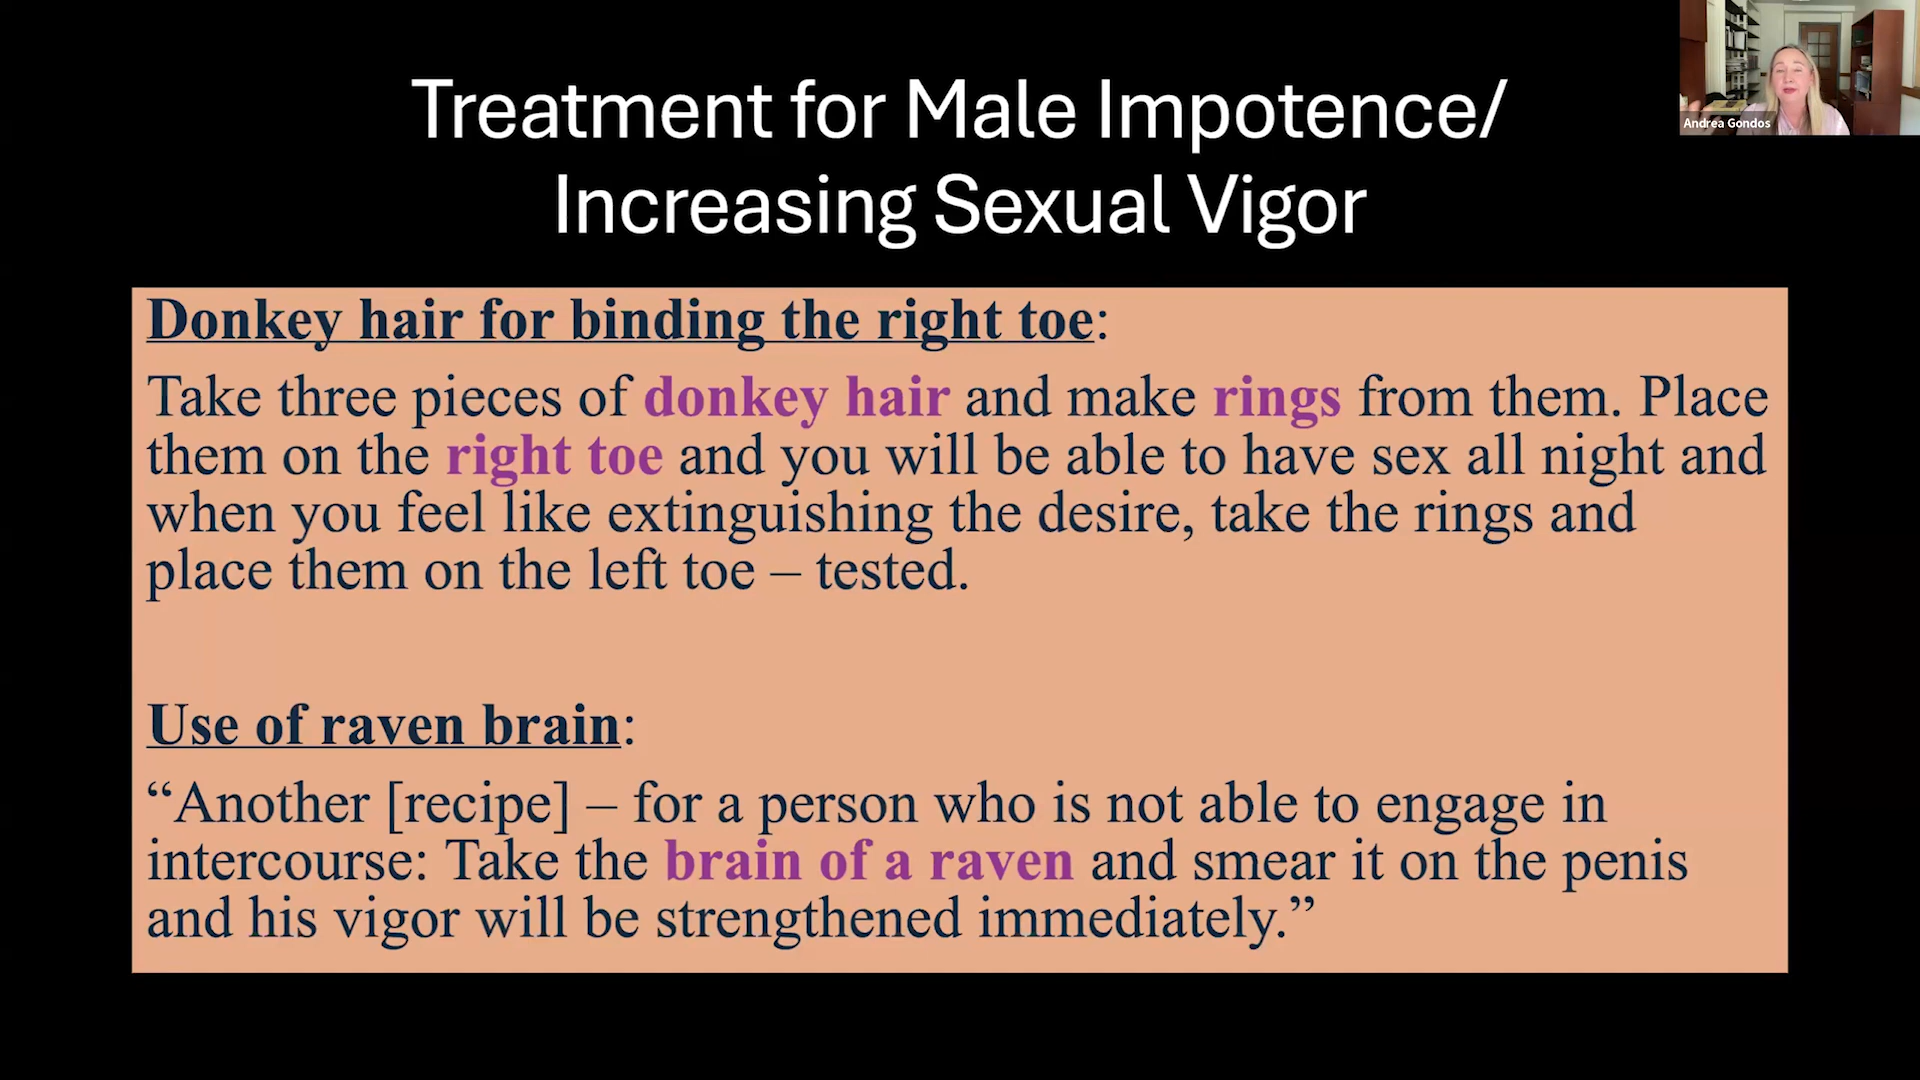 Treatment for Male Impotence/
Increasing Sexual Vigor
Andrea Gondos
Donkey hair for binding the right toe:
Take three pieces of donkey hair and make rings from them. Place
them on the right toe and you will be able to have sex all night and
when you feel like extinguishing the desire, take the rings and
place them on the left toe – tested.
Use of raven brain:
“Another [recipe] – for a person who is not able to engage in
intercourse: Take the brain of a raven and smear it on the penis
and his vigor will be strengthened immediately.”